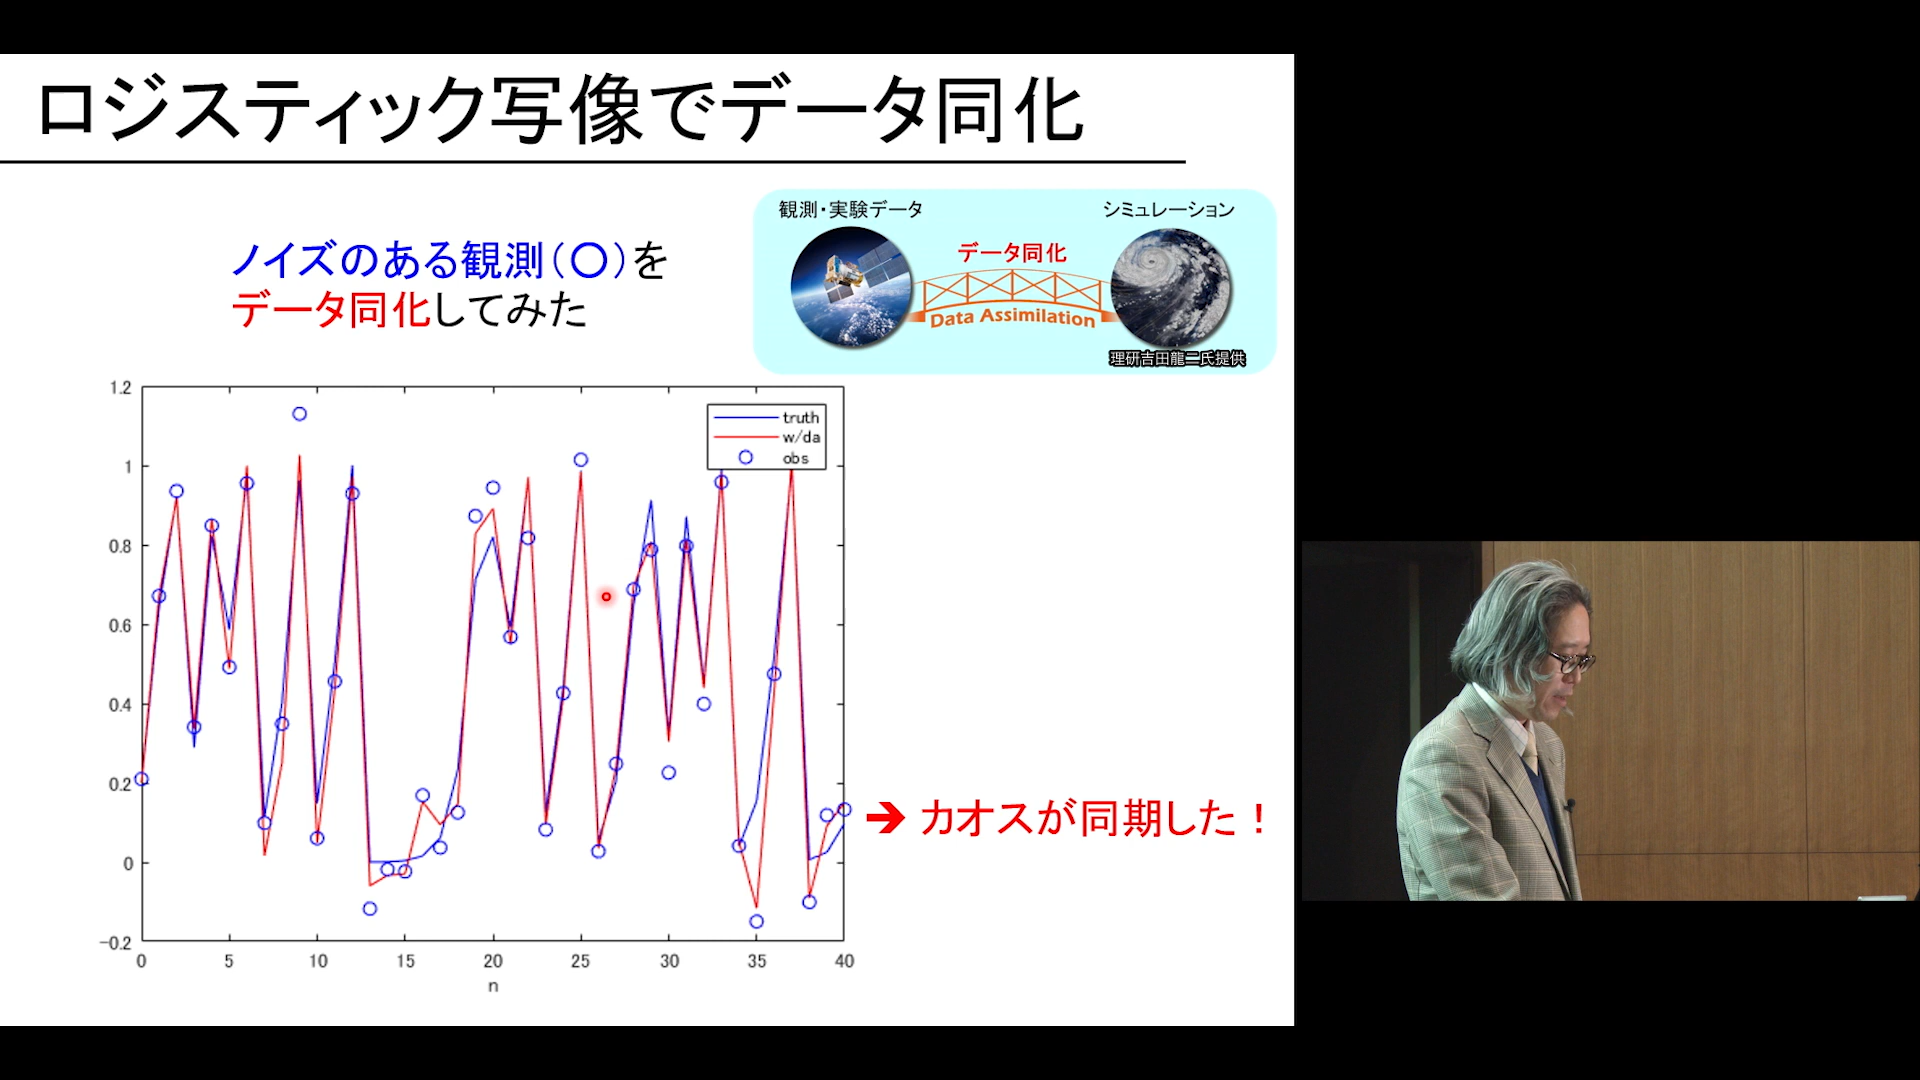 ロジスティック写像でデータ同化
ノイズのある観測(〇)を
データ同化してみた
観測・実験データ
シミュレーション
データ同化
Data Assimilation
理研吉田龍二氏提供
1.2
1
0.8
0.6
0.4
0.2
0
-0.2
truth
w/da
obs
0 5 10 15 20 25 30 35 40
n
➔ カオスが同期した！